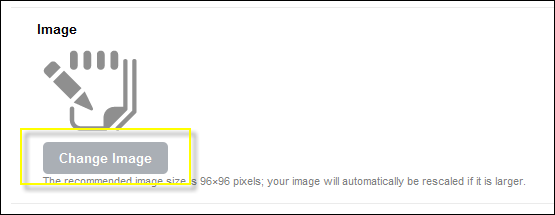 Image
Change Image
The recommended image size is 96×96 pixels; your image will automatically be rescaled if it is larger.